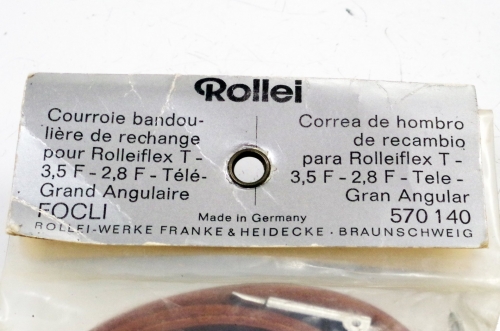 Rollei
Courroie bandou-
lière de rechange
pour Rolleiflex T -
3,5 F - 2,8 F - Télé-
Grand Angulaire
FOCLI
Correa de hombro
de recambio
para Rolleiflex T -
3,5 F - 2,8 F - Tele -
Gran Angular
570 140
Made in Germany
ROLLEI-WERKE FRANKE & HEIDECKE · BRAUNSCHWEIG